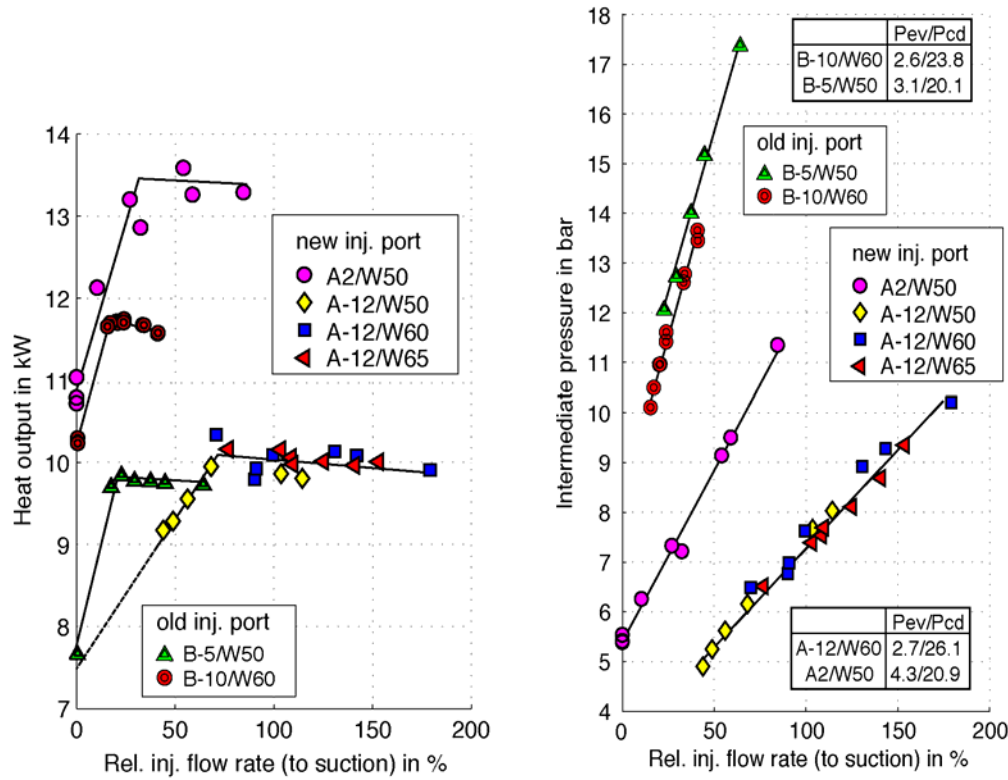 14
13
12
11
10
9
8
7
Heat output in kW
new inj. port
A2/W50
A-12/W50
A-12/W60
A-12/W65
old inj. port
B-5/W50
B-10/W60
0 50 100 150 200
Rel. inj. flow rate (to suction) in %
18
17
16
15
14
13
12
11
10
9
8
7
6
5
4
Intermediate pressure in bar
Pev/Pcd
B-10/W60 2.6/23.8
B-5/W50 3.1/20.1
old inj. port
B-5/W50
B-10/W60
new inj. port
A2/W50
A-12/W50
A-12/W60
A-12/W65
Pev/Pcd
A-12/W60 2.7/26.1
A2/W50 4.3/20.9
0 50 100 150 200
Rel. inj. flow rate (to suction) in %